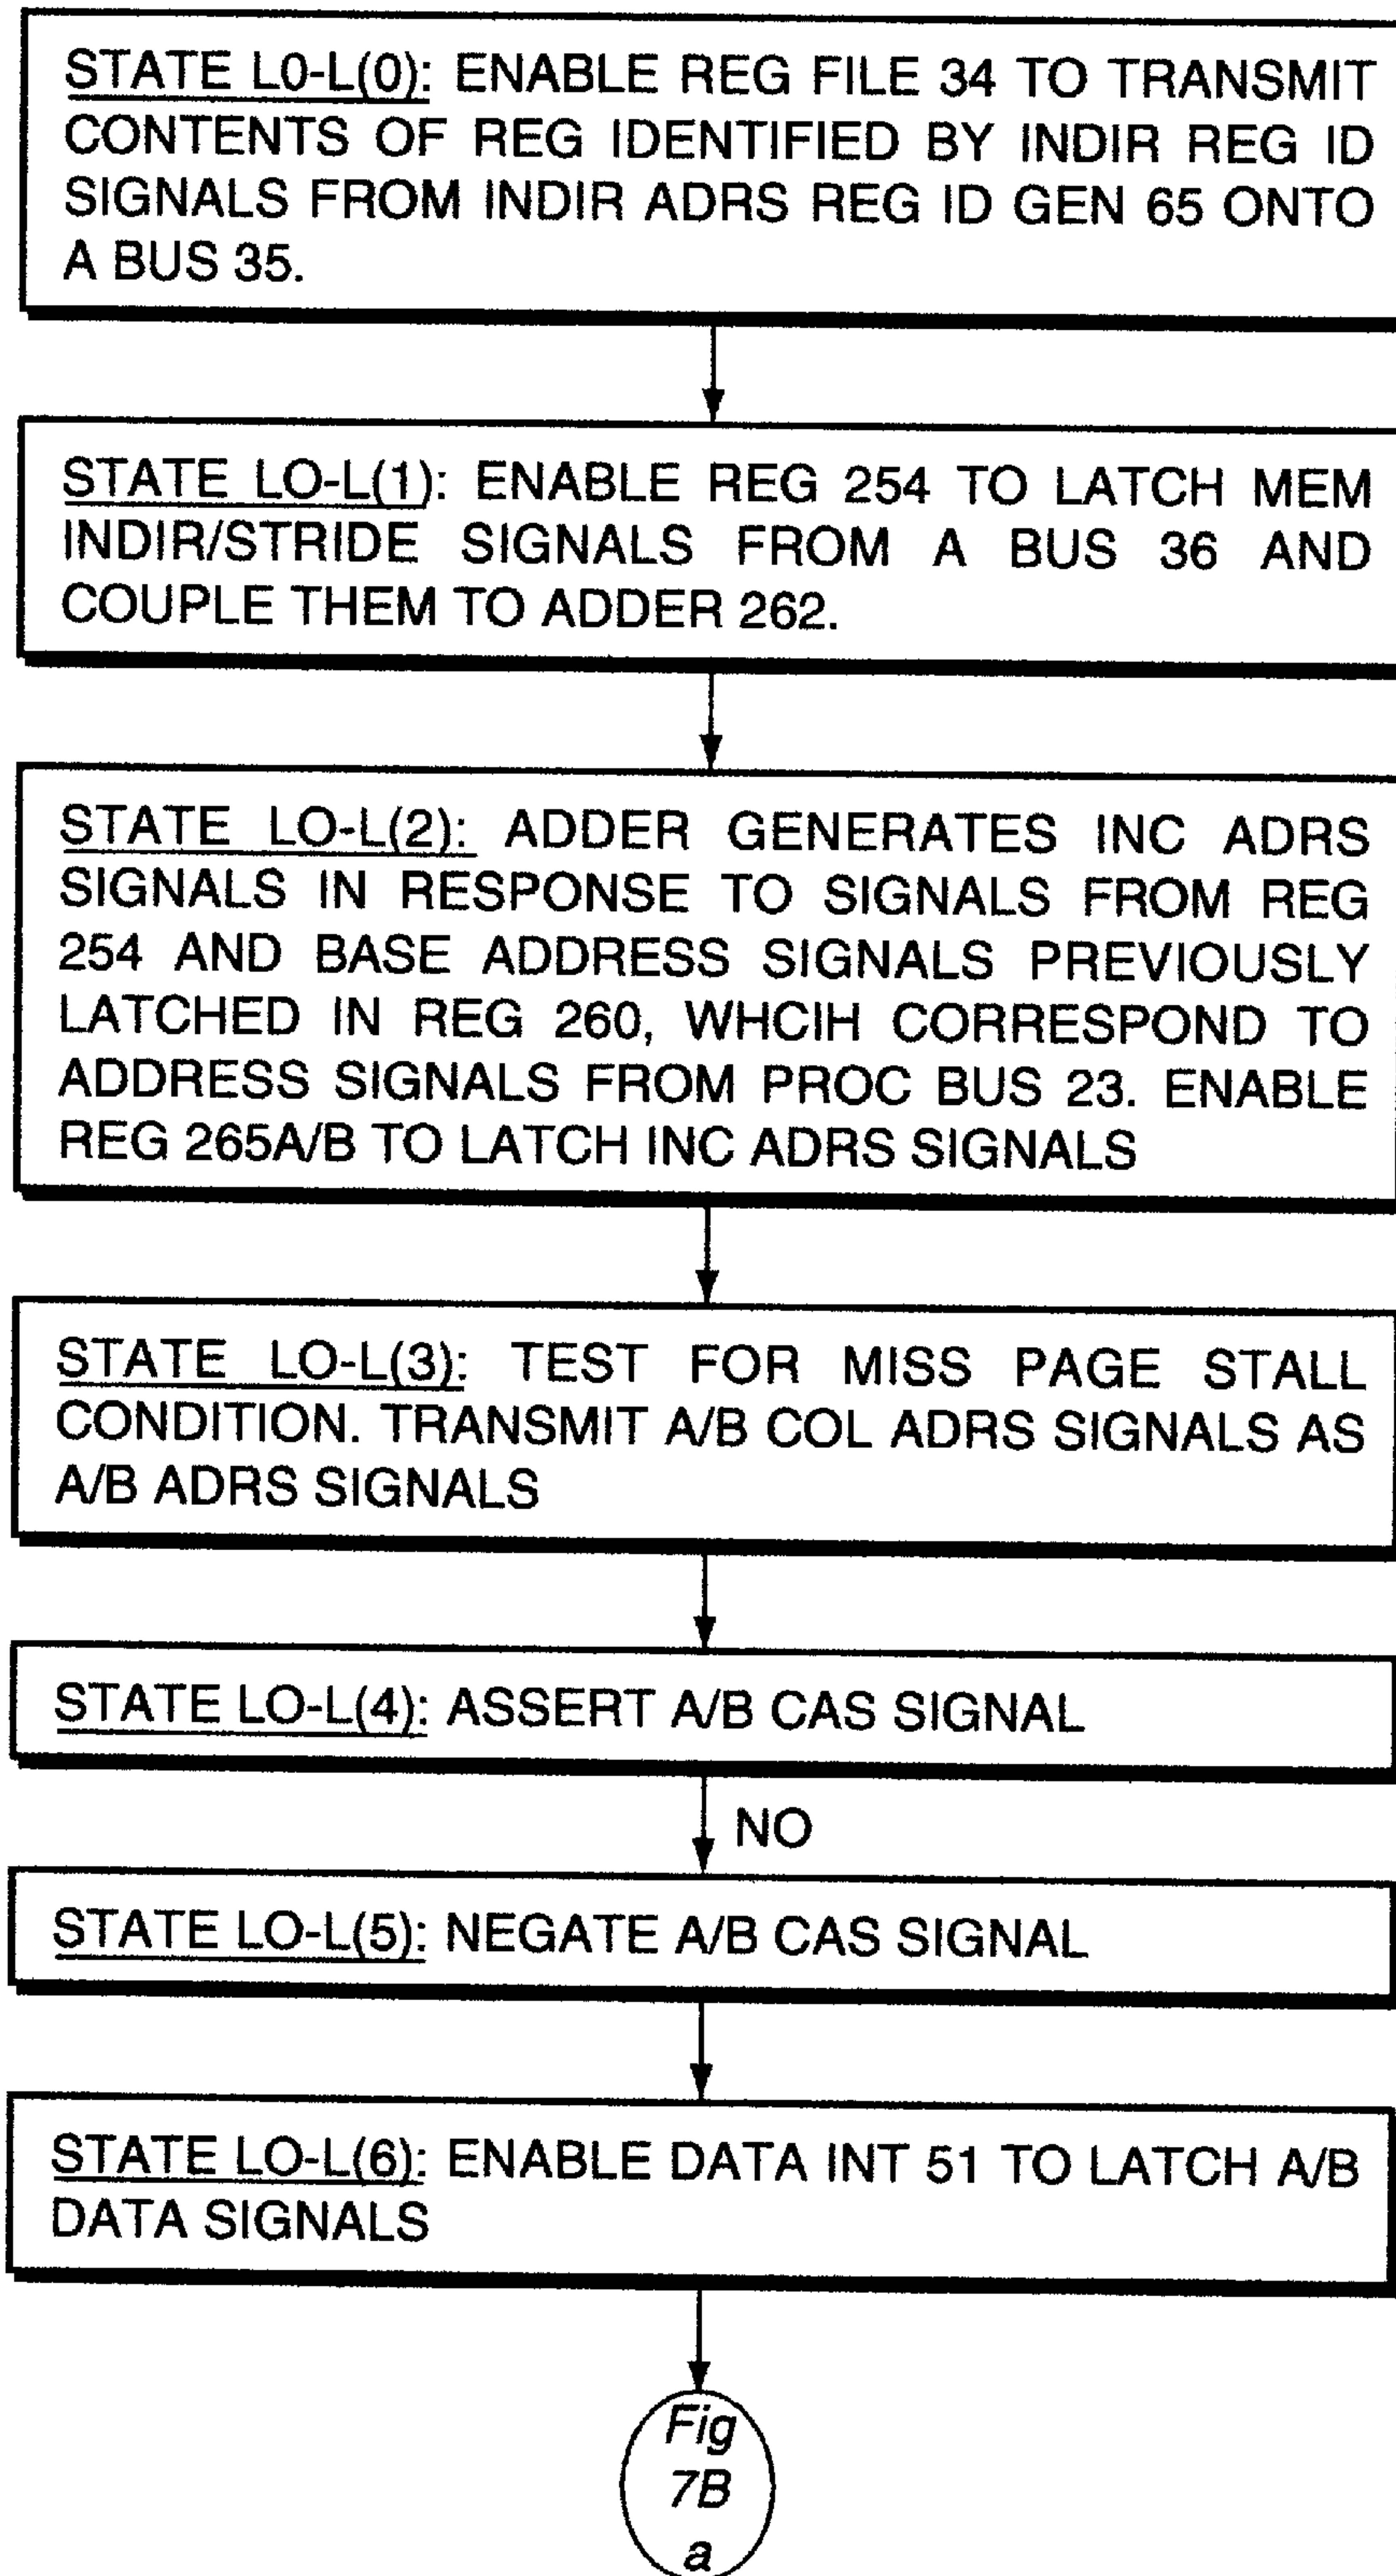 STATE L0-L(0): ENABLE REG FILE 34 TO TRANSMIT
CONTENTS OF REG IDENTIFIED BY INDIR REG ID
SIGNALS FROM INDIR ADRS REG ID GEN 65 ONTO
A BUS 35.
STATE LO-L(1): ENABLE REG 254 TO LATCH MEM
INDIR/STRIDE SIGNALS FROM A BUS 36 AND
COUPLE THEM TO ADDER 262.
STATE LO-L(2): ADDER GENERATES INC ADRS
SIGNALS IN RESPONSE TO SIGNALS FROM REG
254 AND BASE ADDRESS SIGNALS PREVIOUSLY
LATCHED IN REG 260, WHCIH CORRESPOND TO
ADDRESS SIGNALS FROM PROC BUS 23. ENABLE
REG 265A/B TO LATCH INC ADRS SIGNALS
STATE LO-L(3): TEST FOR MISS PAGE STALL
CONDITION. TRANSMIT A/B COL ADRS SIGNALS AS
A/B ADRS SIGNALS
STATE LO-L(4): ASSERT A/B CAS SIGNAL
NO
STATE LO-L(5): NEGATE A/B CAS SIGNAL
STATE LO-L(6): ENABLE DATA INT 51 TO LATCH A/B
DATA SIGNALS
Fig
7B
a